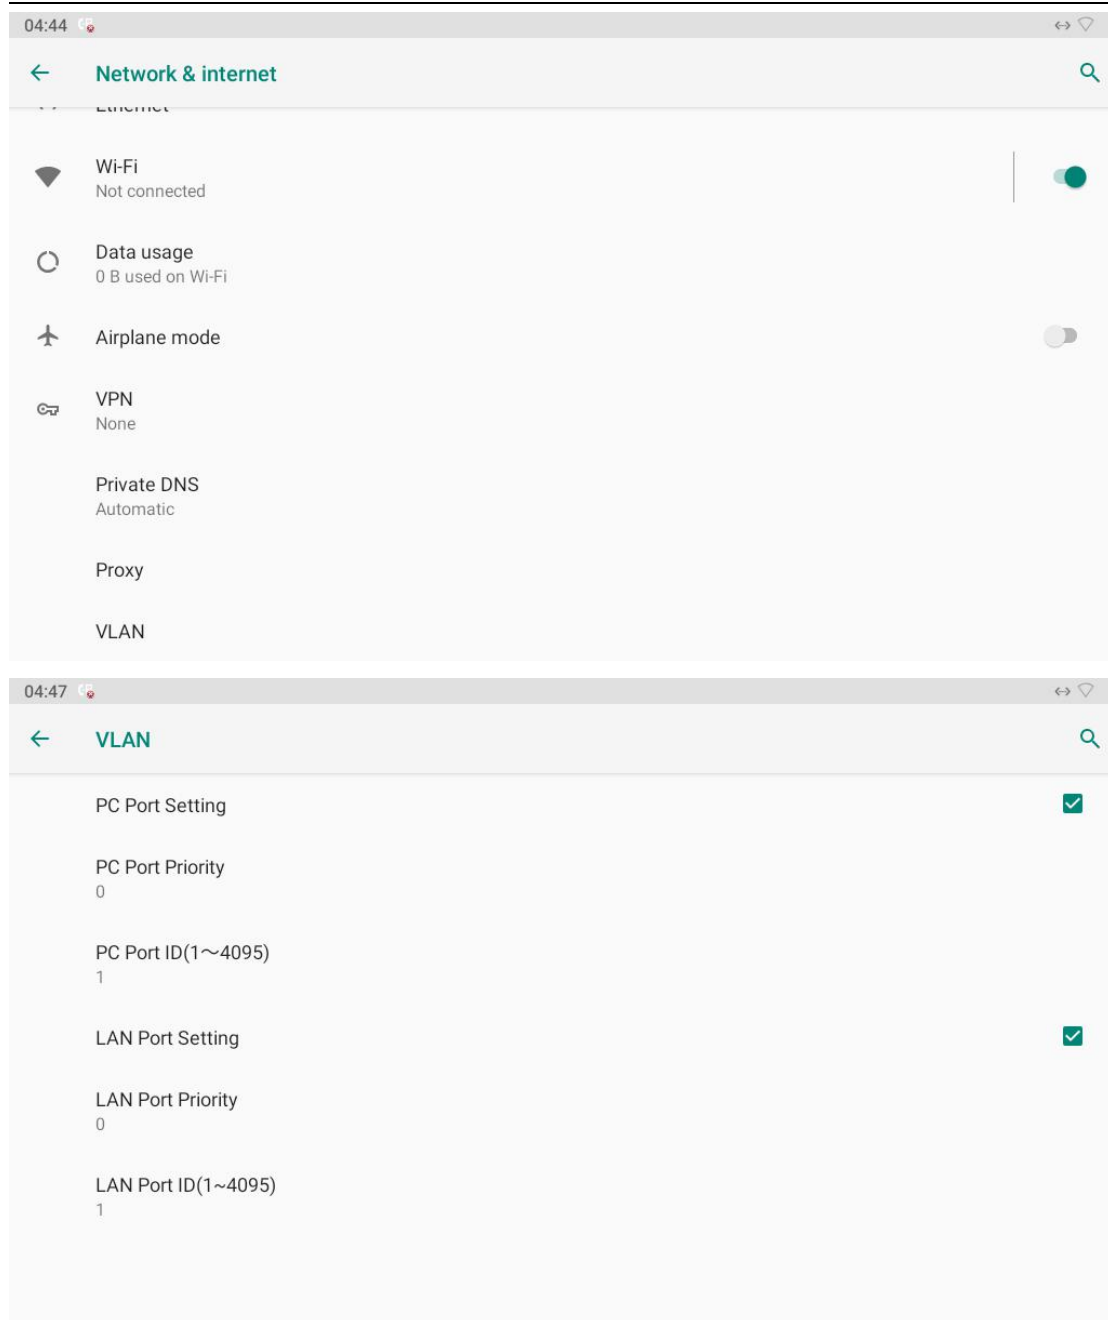 04:44
Network & internet
Ethernet
Wi-Fi
Not connected
Data usage
0 B used on Wi-Fi
Airplane mode
VPN
None
Private DNS
Automatic
Proxy
VLAN
04:47
VLAN
PC Port Setting
PC Port Priority
0
PC Port ID(1～4095)
1
LAN Port Setting
LAN Port Priority
0
LAN Port ID(1~4095)
1